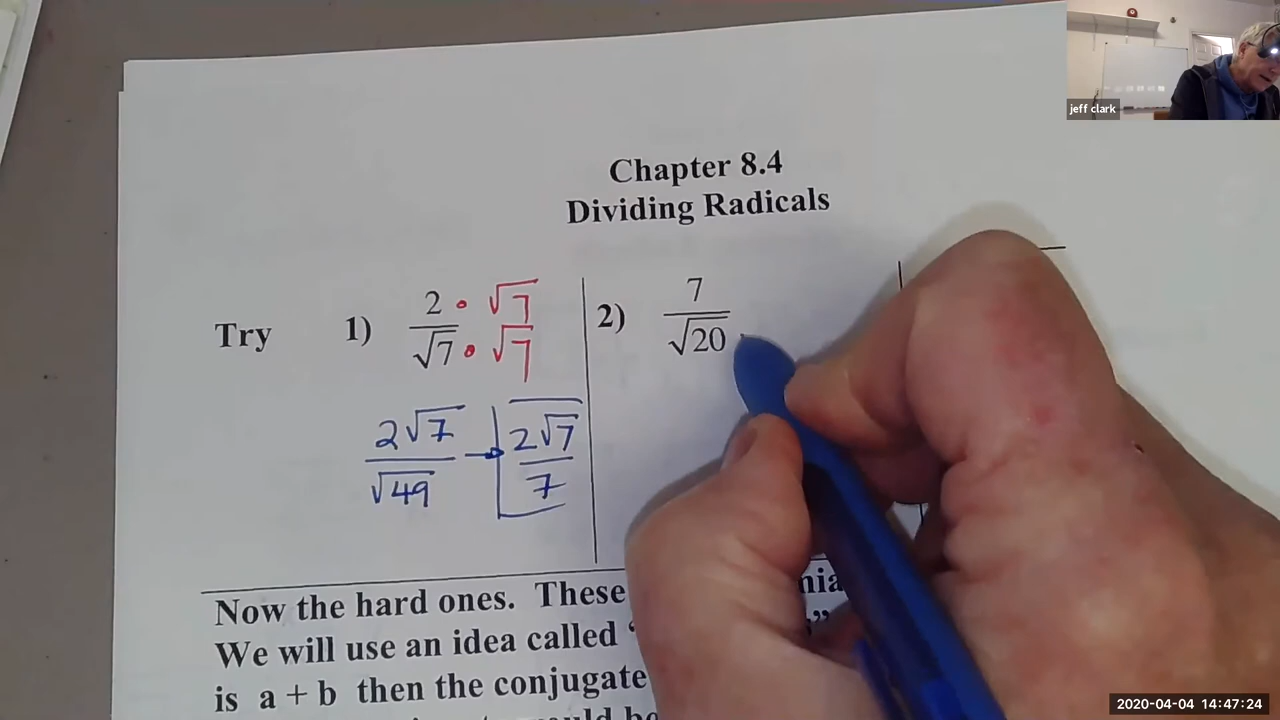 jeff clark
Chapter 8.4
Dividing Radicals
Try 1) 2 • √7 / √7 • √7
2√7 / √49 → 2√7 / 7
2) 7 / √20
Now the hard ones. These
We will use an idea called “
is a + b then the conjugate
2020-04-04 14:47:24